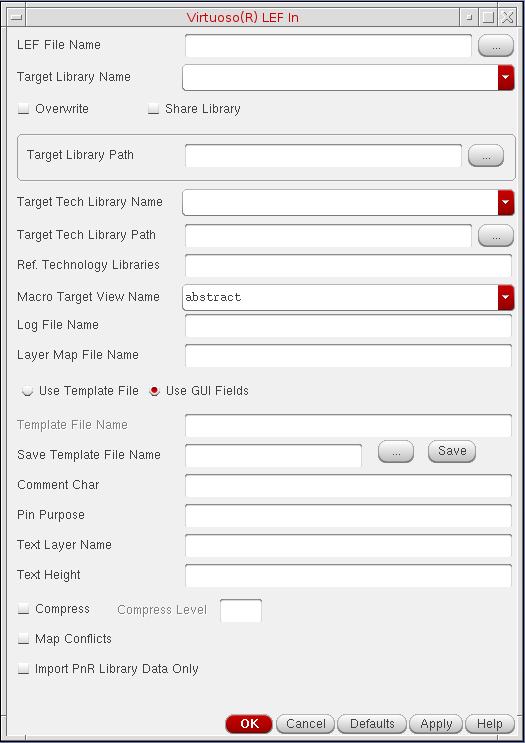 Virtuoso(R) LEF In
LEF File Name ...
Target Library Name
Overwrite Share Library
Target Library Path ...
Target Tech Library Name
Target Tech Library Path ...
Ref. Technology Libraries
Macro Target View Name abstract
Log File Name
Layer Map File Name
Use Template File Use GUI Fields
Template File Name
Save Template File Name ... Save
Comment Char
Pin Purpose
Text Layer Name
Text Height
Compress Compress Level
Map Conflicts
Import PnR Library Data Only
OK Cancel Defaults Apply Help